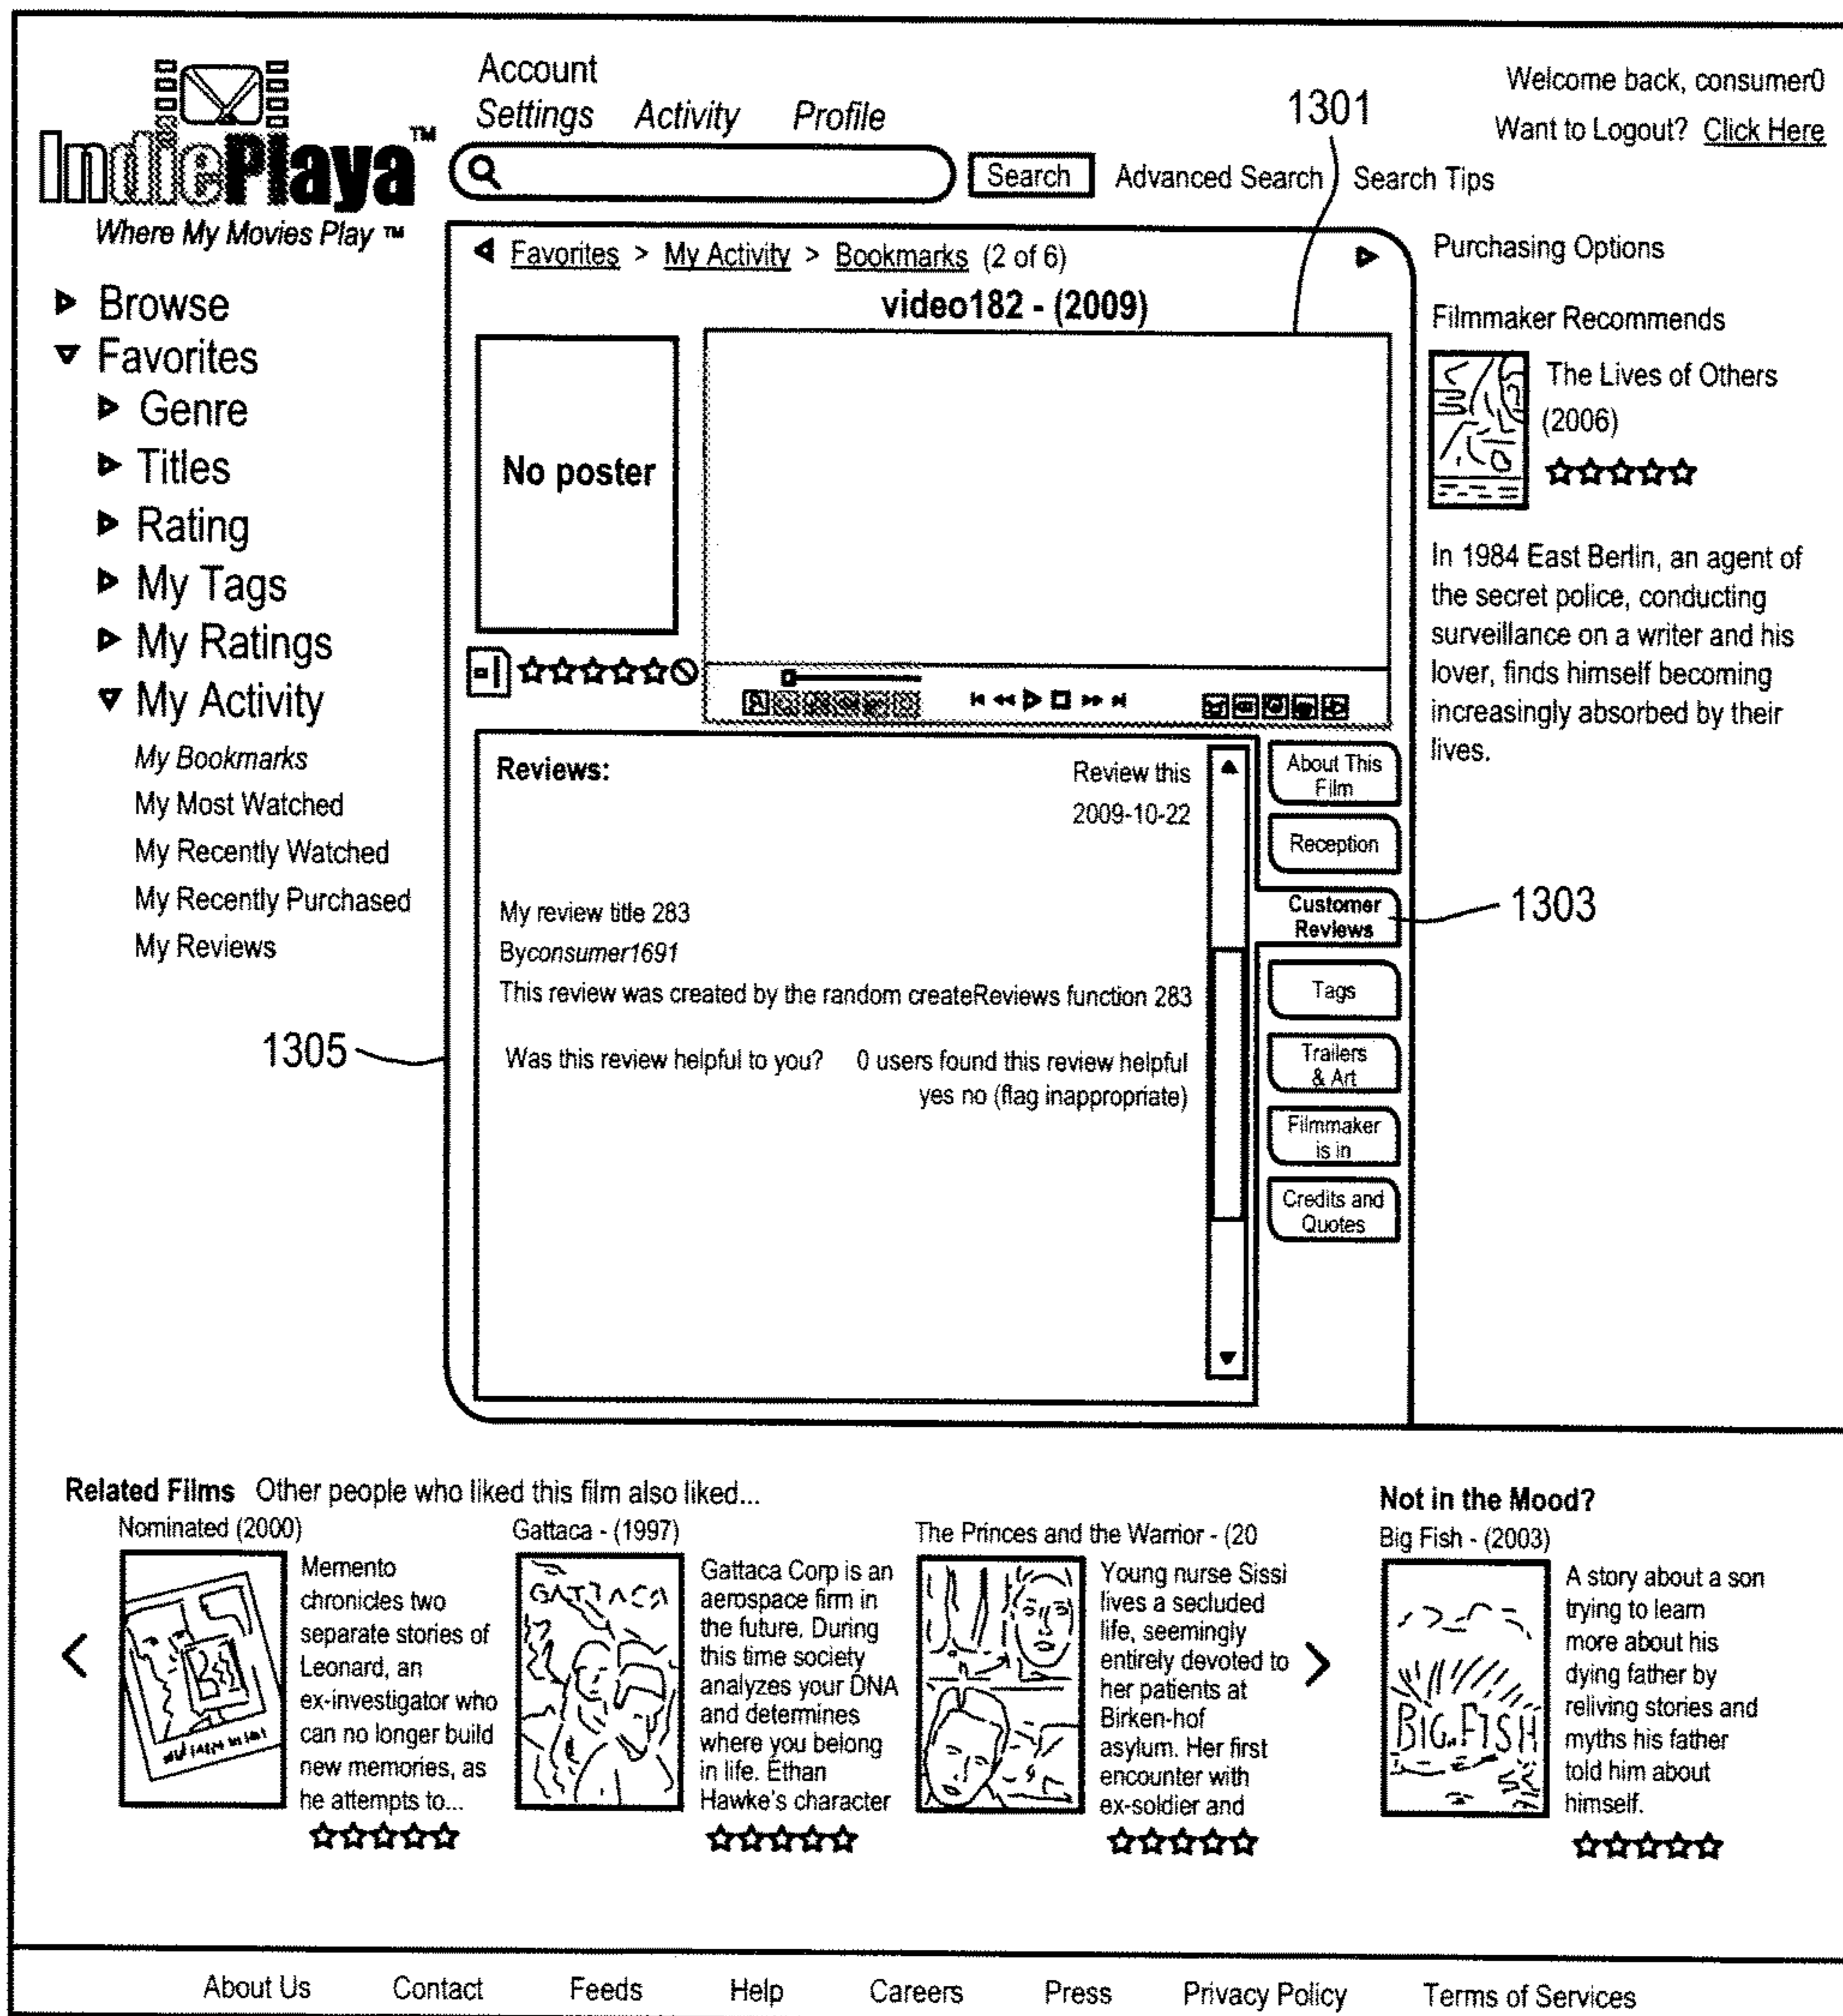 Account
Settings Activity Profile
1301
Welcome back, consumer0
Want to Logout? Click Here
IndiePlaya™
Where My Movies Play ™
Search Advanced Search Search Tips
Browse
Favorites
Genre
Titles
Rating
My Tags
My Ratings
My Activity
My Bookmarks
My Most Watched
My Recently Watched
My Recently Purchased
My Reviews
Favorites > My Activity > Bookmarks (2 of 6)
video182 - (2009)
No poster
Reviews:
Review this
2009-10-22
My review title 283
Byconsumer1691
This review was created by the random createReviews function 283
1305
Was this review helpful to you? 0 users found this review helpful
yes no (flag inappropriate)
About This
Film
Reception
Customer
Reviews
1303
Tags
Trailers
& Art
Filmmaker
is in
Credits and
Quotes
Purchasing Options
Filmmaker Recommends
The Lives of Others
(2006)
In 1984 East Berlin, an agent of
the secret police, conducting
surveillance on a writer and his
lover, finds himself becoming
increasingly absorbed by their
lives.
Related Films Other people who liked this film also liked...
Nominated (2000)
Memento
chronicles two
separate stories of
Leonard, an
ex-investigator who
can no longer build
new memories, as
he attempts to...
Gattaca - (1997)
GATTACA
Gattaca Corp is an
aerospace firm in
the future. During
this time society
analyzes your DNA
and determines
where you belong
in life. Ethan
Hawke's character
The Princes and the Warrior - (20
Young nurse Sissi
lives a secluded
life, seemingly
entirely devoted to
her patients at
Birken-hof
asylum. Her first
encounter with
ex-soldier and
Not in the Mood?
Big Fish - (2003)
BIG FISH
A story about a son
trying to learn
more about his
dying father by
reliving stories and
myths his father
told him about
himself.
About Us Contact Feeds Help Careers Press Privacy Policy Terms of Services